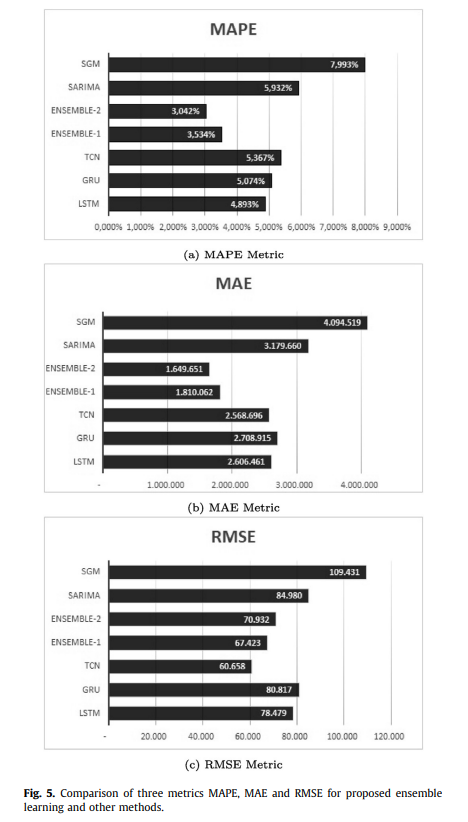 MAPE
SGM 7,993%
SARIMA 5,932%
ENSEMBLE-2 3,042%
ENSEMBLE-1 3,534%
TCN 5,367%
GRU 5,074%
LSTM 4,893%
0,000% 1,000% 2,000% 3,000% 4,000% 5,000% 6,000% 7,000% 8,000% 9,000%
(a) MAPE Metric
MAE
SGM 4.094.519
SARIMA 3.179.660
ENSEMBLE-2 1.649.651
ENSEMBLE-1 1.810.062
TCN 2.568.696
GRU 2.708.915
LSTM 2.606.461
- 1.000.000 2.000.000 3.000.000 4.000.000
(b) MAE Metric
RMSE
SGM 109.431
SARIMA 84.980
ENSEMBLE-2 70.932
ENSEMBLE-1 67.423
TCN 60.658
GRU 80.817
LSTM 78.479
- 20.000 40.000 60.000 80.000 100.000 120.000
(c) RMSE Metric
Fig. 5. Comparison of three metrics MAPE, MAE and RMSE for proposed ensemble
learning and other methods.